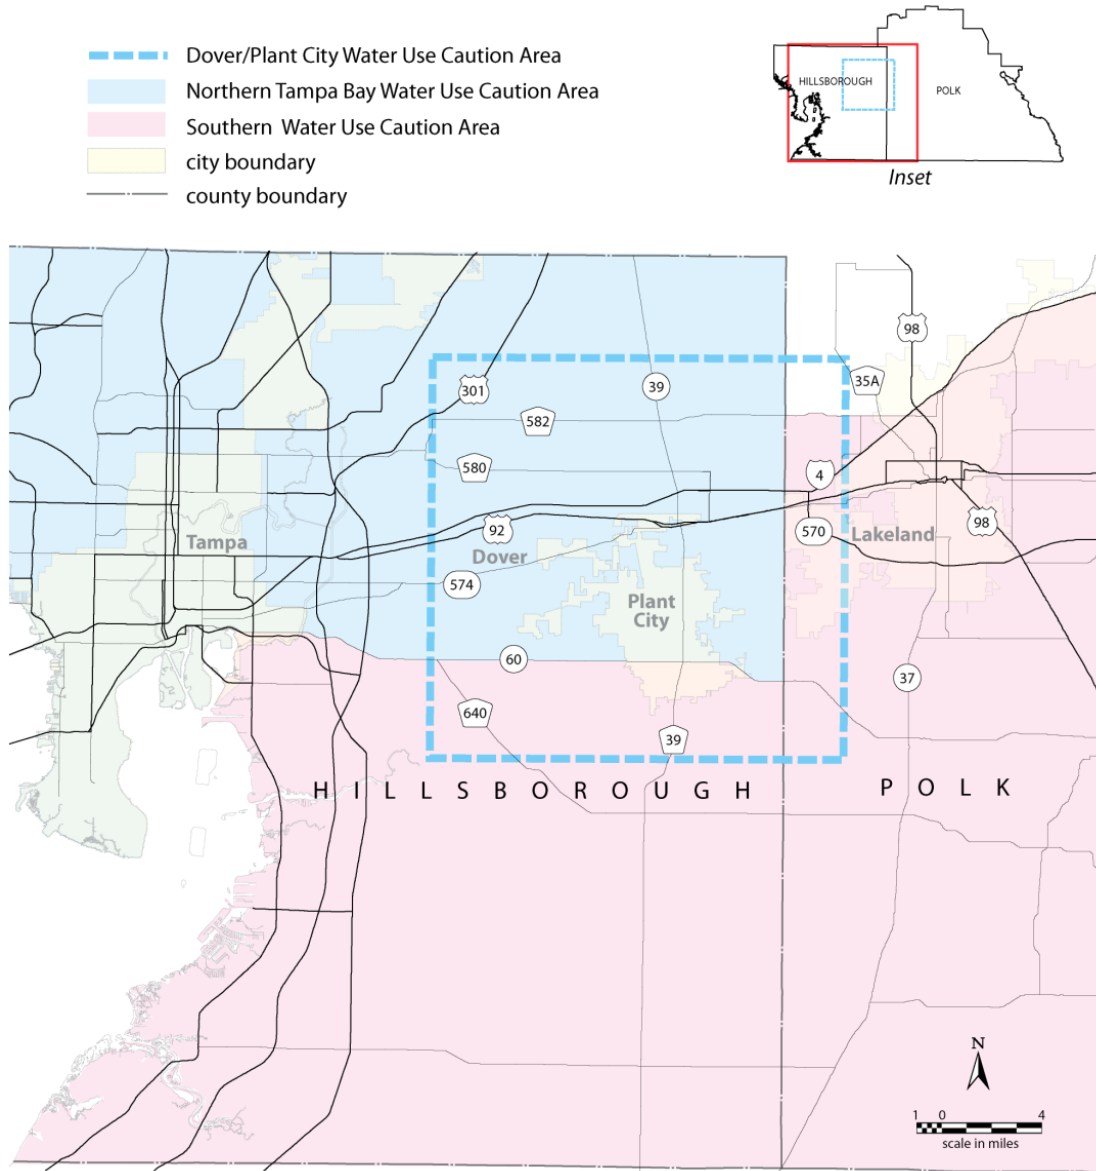 Dover/Plant City Water Use Caution Area
Northern Tampa Bay Water Use Caution Area
Southern Water Use Caution Area
city boundary
county boundary
HILLSBOROUGH
POLK
Inset
98
301
39
35A
582
580
4
92
Dover
Tampa
570
Lakeland
98
574
Plant
City
60
37
640
39
HILLSBOROUGH
POLK
N
1 0 4
scale in miles